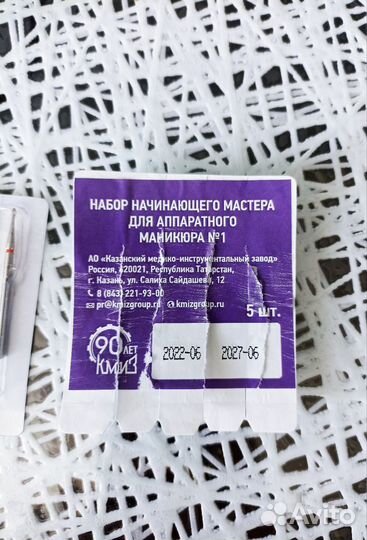 НАБОР НАЧИНАЮЩЕГО МАСТЕРА
ДЛЯ АППАРАТНОГО
МАНИКЮРА №1
АО «Казанский медико-инструментальный завод»
Россия, 420021, Республика Татарстан,
г. Казань, ул. Салиха Сайдашева, 12
8 (843) 221-93-00
pr@kmizgroup.ru kmizgroup.ru
5 шт.
90 ЛЕТ
КМИЗ
2022-06 2027-06
Avito